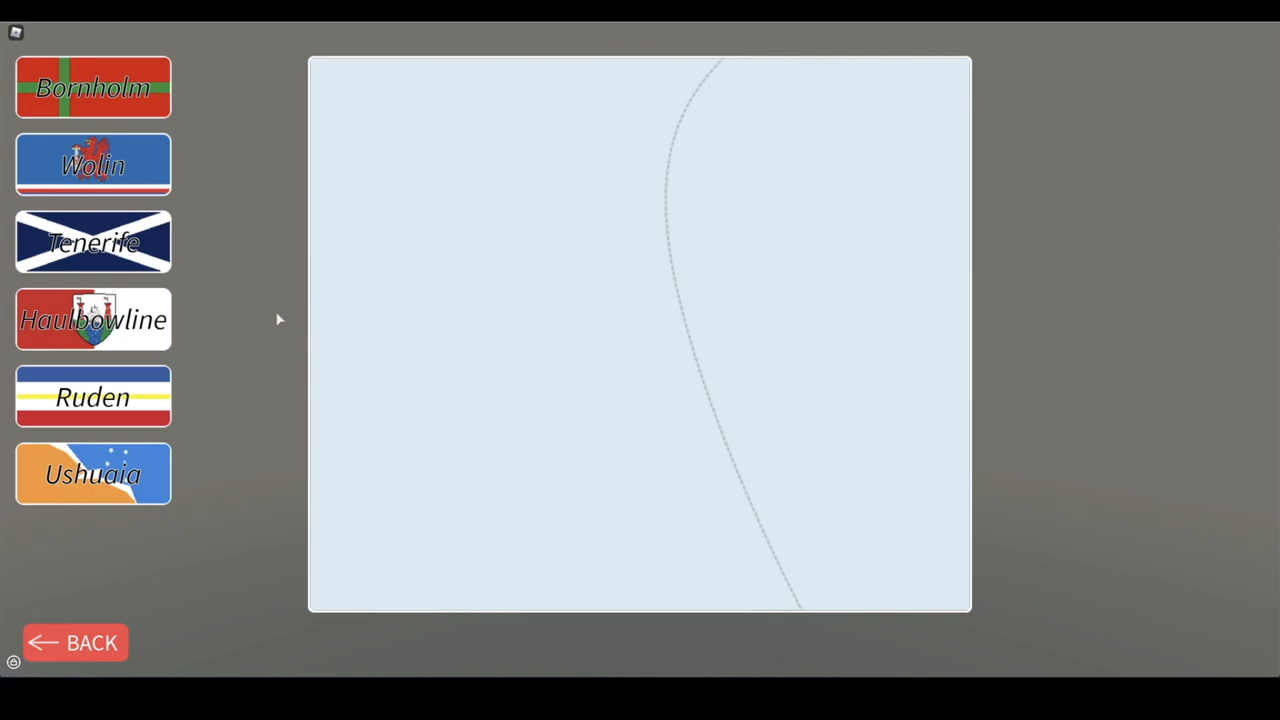 Bornholm
Wolin
Tenerife
Haulbowline
Ruden
Ushuaia
BACK